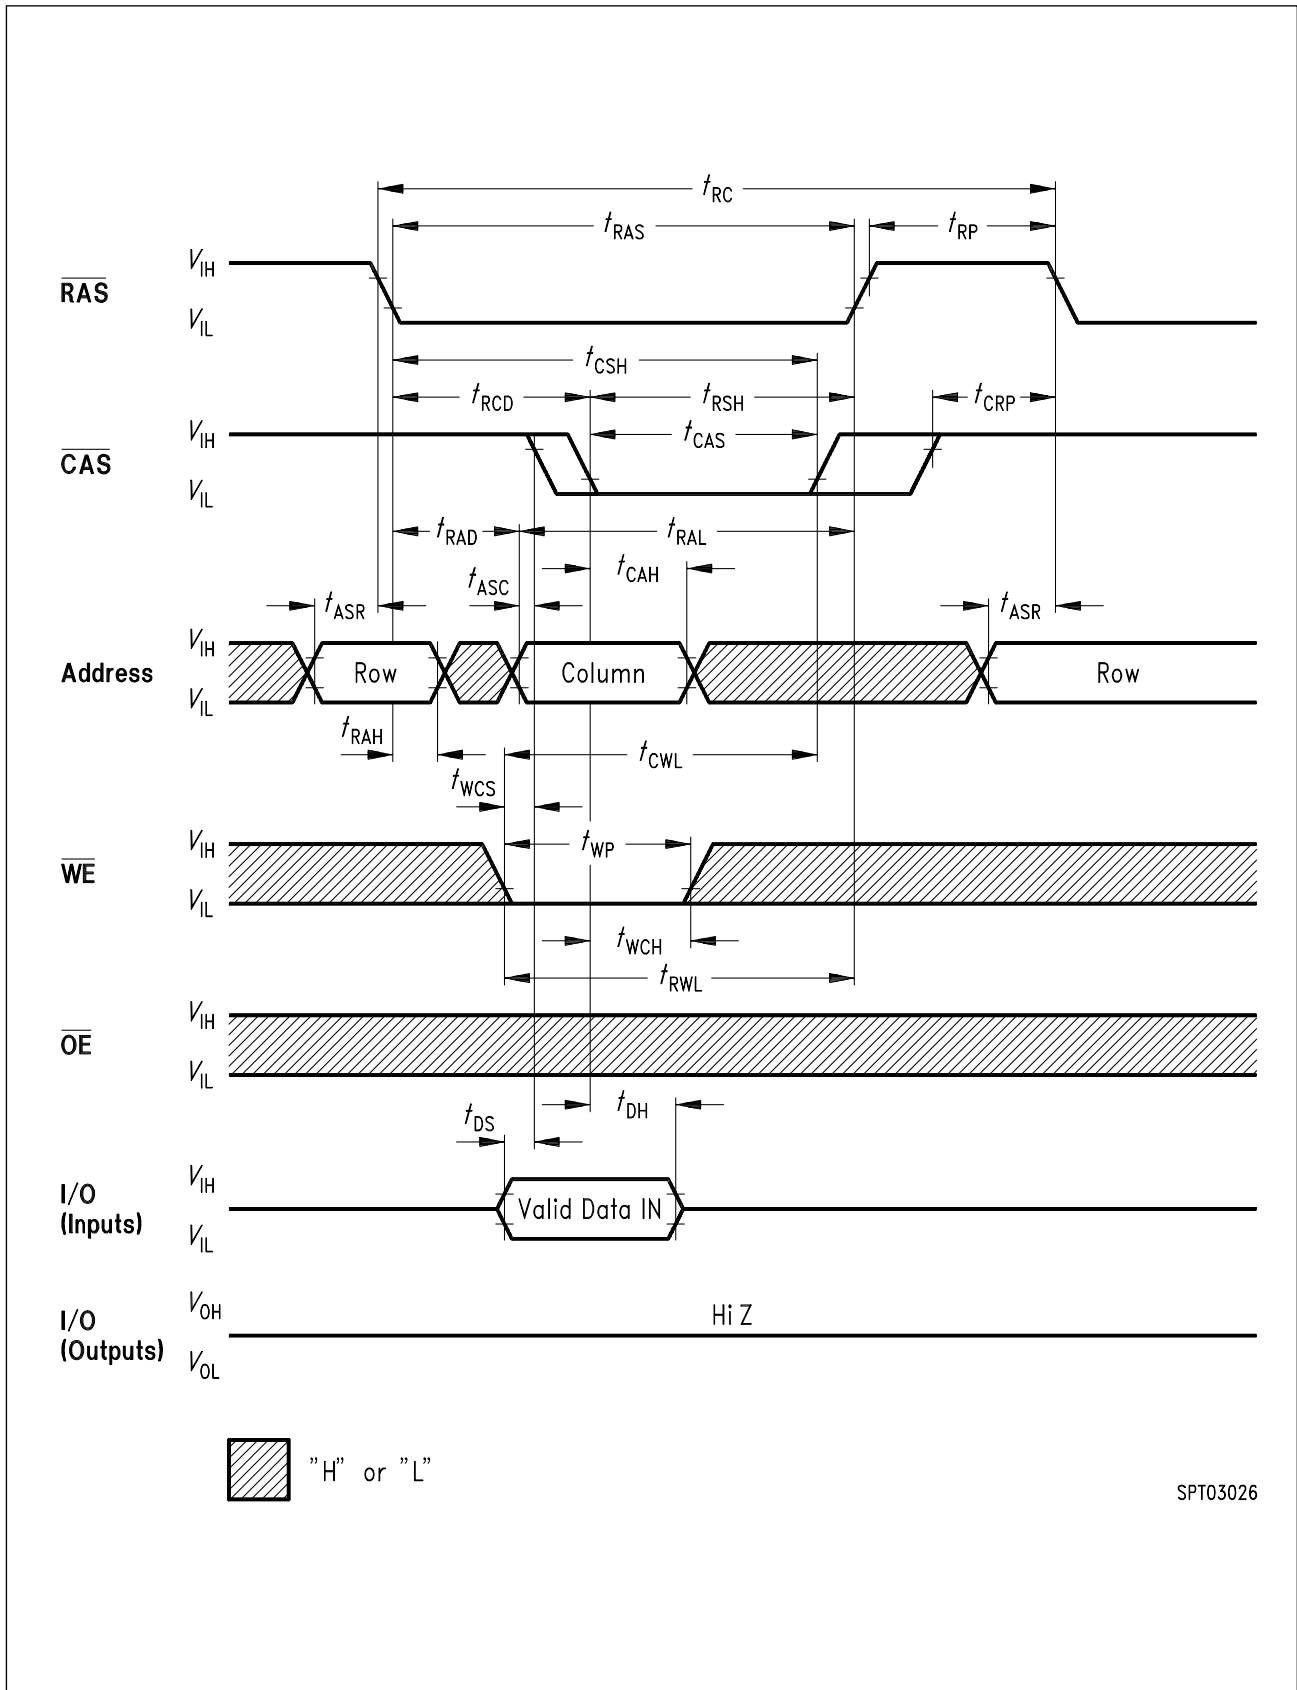 tRC
tRAS
tRP
RAS
VIH
VIL
tCSH
tRCD
tRSH
tCRP
CAS
VIH
tCAS
VIL
tRAD
tRAL
tASC
tCAH
tASR
tASR
Address
VIH
Row
Column
Row
VIL
tRAH
tCWL
tWCS
WE
VIH
tWP
VIL
tWCH
tRWL
OE
VIH
VIL
tDH
tDS
I/O
(Inputs)
VIH
Valid Data IN
VIL
I/O
(Outputs)
VOH
Hi Z
VOL
"H" or "L"
SPT03026